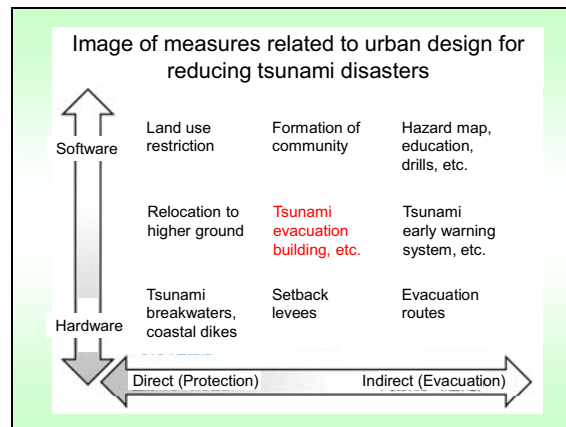 Image of measures related to urban design for
reducing tsunami disasters
Software
Land use
restriction
Formation of
community
Hazard map,
education,
drills, etc.
Relocation to
higher ground
Tsunami
evacuation
building, etc.
Tsunami
early warning
system, etc.
Hardware
Tsunami
breakwaters,
coastal dikes
Setback
levees
Evacuation
routes
Direct (Protection)
Indirect (Evacuation)